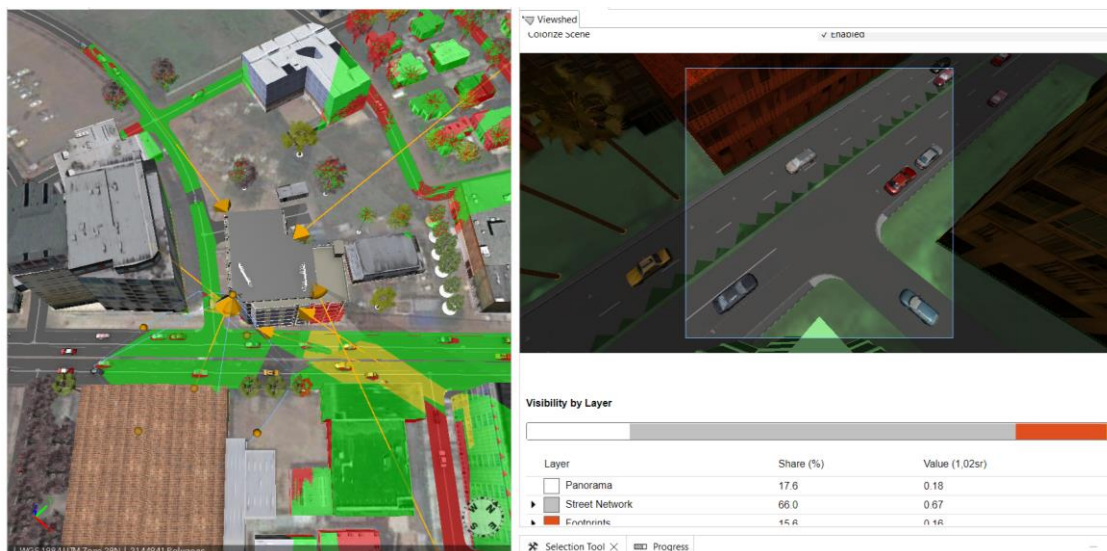 Viewshed
Colorize Scene ✓ Enabled
Visibility by Layer
Layer Share (%) Value (1,02sr)
Panorama 17.6 0.18
Street Network 66.0 0.67
Footprints 15.6 0.16
Selection Tool Progress